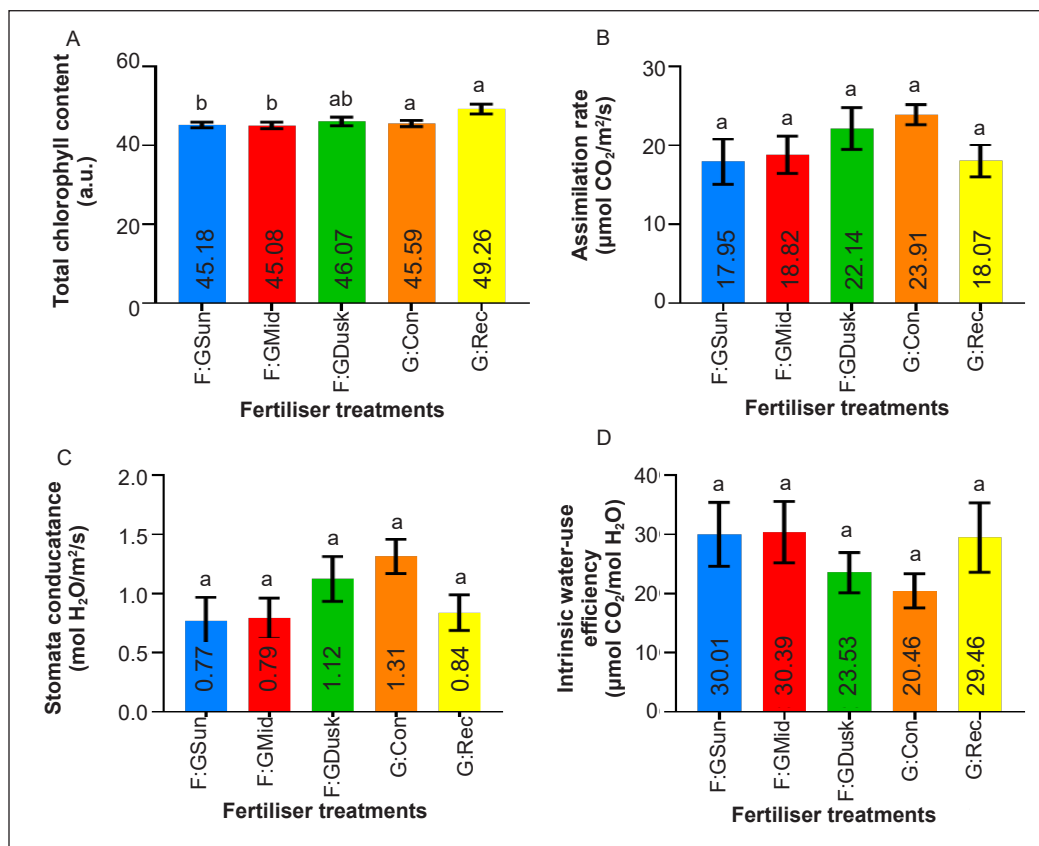 A
Total chlorophyll content
(a.u.)
60
40
20
0
b
b
ab
a
a
45.18
45.08
46.07
45.59
49.26
F:GSun
F:GMid
F:GDusk
G:Con
G:Rec
Fertiliser treatments
B
Assimilation rate
(µmol CO₂/m²/s)
30
20
10
0
a
a
a
a
a
17.95
18.82
22.14
23.91
18.07
F:GSun
F:GMid
F:GDusk
G:Con
G:Rec
Fertiliser treatments
C
Stomata conducatance
(mol H₂O/m²/s)
2.0
1.5
1.0
0.5
0.0
a
a
a
a
a
0.77
0.79
1.12
1.31
0.84
F:GSun
F:GMid
F:GDusk
G:Con
G:Rec
Fertiliser treatments
D
Intrinsic water-use
efficiency
(µmol CO₂/mol H₂O)
40
30
20
10
0
a
a
a
a
a
30.01
30.39
23.53
20.46
29.46
F:GSun
F:GMid
F:GDusk
G:Con
G:Rec
Fertiliser treatments